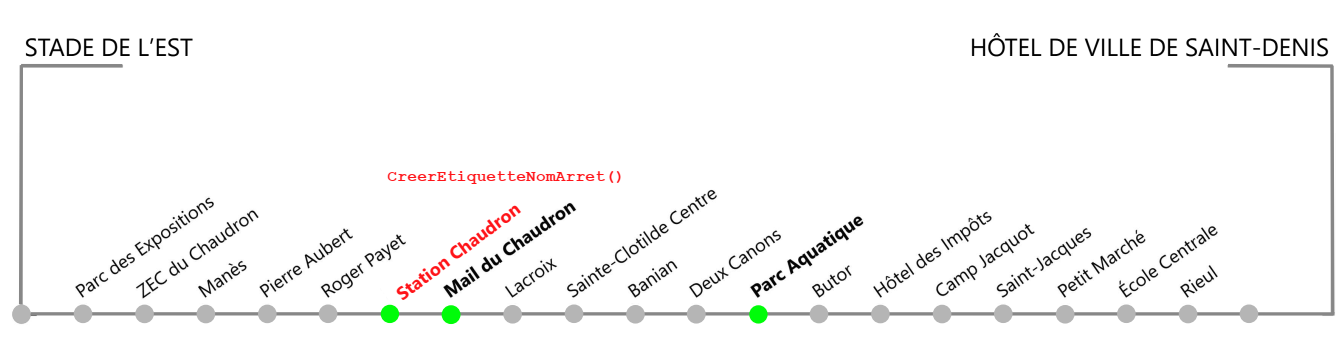 STADE DE L’EST
HÔTEL DE VILLE DE SAINT-DENIS
CreerEtiquetteNomArret()
Parc des Expositions
ZEC du Chaudron
Manès
Pierre Aubert
Roger Payet
Station Chaudron
Mail du Chaudron
Lacroix
Sainte-Clotilde Centre
Banian
Deux Canons
Parc Aquatique
Butor
Hôtel des Impôts
Camp Jacquot
Saint-Jacques
Petit Marché
École Centrale
Rieul